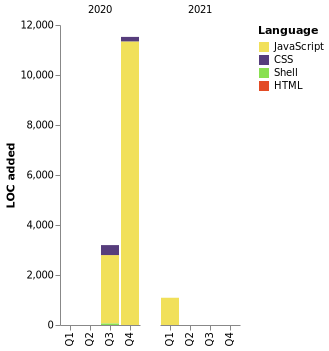 2020 2021
Language
JavaScript
CSS
Shell
HTML
LOC added
12,000
10,000
8,000
6,000
4,000
2,000
0
Q1 Q2 Q3 Q4 Q1 Q2 Q3 Q4